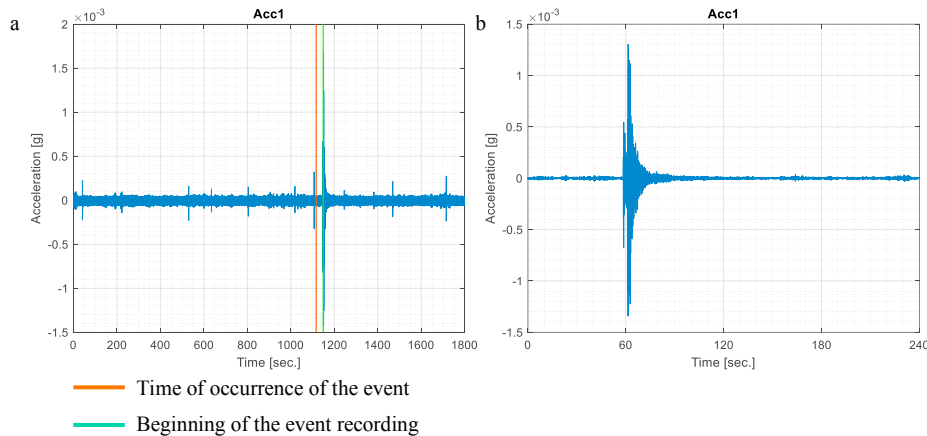 a
Acc1
×10⁻³
2
1.5
1
0.5
0
-0.5
-1
-1.5
Acceleration [g]
0 200 400 600 800 1000 1200 1400 1600 1800
Time [sec.]
b
Acc1
×10⁻³
1.5
1
0.5
0
-0.5
-1
-1.5
Acceleration [g]
0 60 120 180 240
Time [sec.]
Time of occurrence of the event
Beginning of the event recording